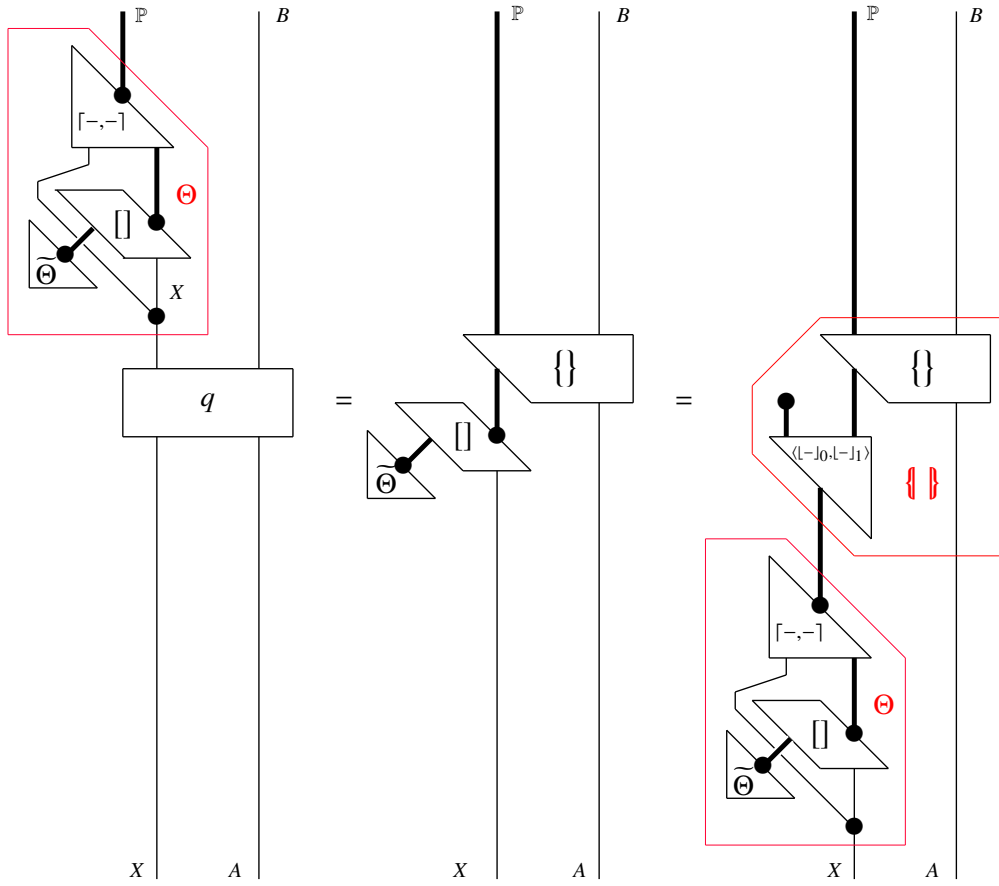 ℙ B ℙ B ℙ B
⌈−,−⌉
Θ
[]
Θ̃
X
{} {}
q = =
[]
⟨⌊−⌋₀,⌊−⌋₁⟩
Θ̃ ⦃ ⦄
⌈−,−⌉
Θ
[]
Θ̃
X A X A X A